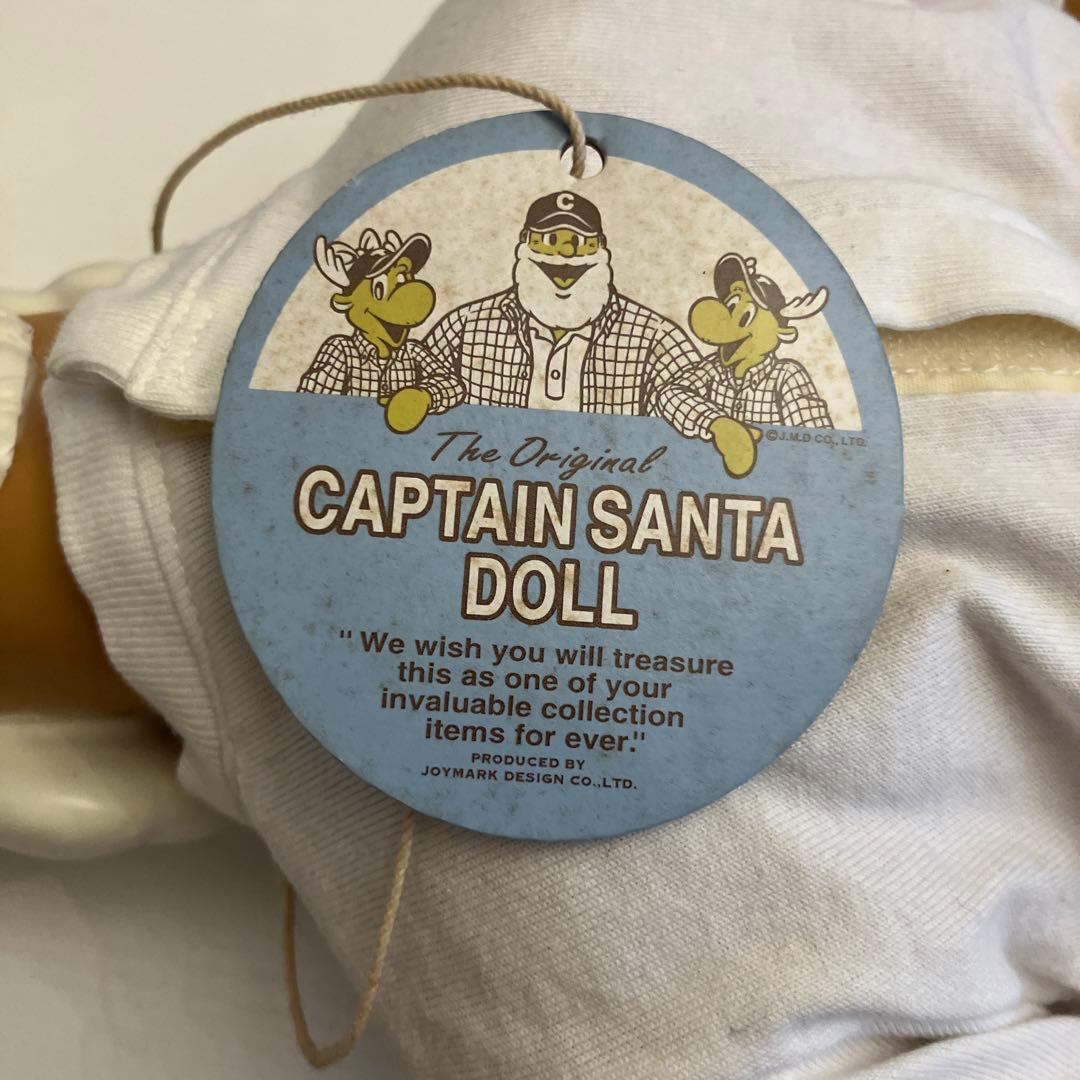 C
©J.M.D CO., LTD.
The Original
CAPTAIN SANTA
DOLL
"We wish you will treasure
this as one of your
invaluable collection
items for ever."
PRODUCED BY
JOYMARK DESIGN CO.,LTD.